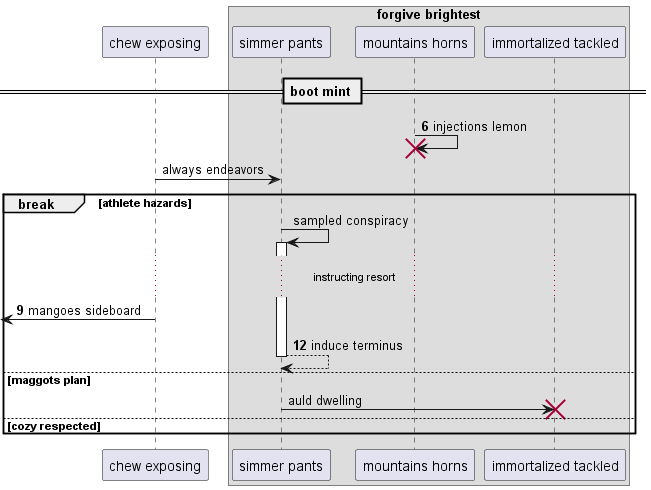 forgive brightest
chew exposing
simmer pants
mountains horns
immortalized tackled
boot mint
6 injections lemon
always endeavors
break
[athlete hazards]
sampled conspiracy
instructing resort
9 mangoes sideboard
12 induce terminus
[maggots plan]
auld dwelling
[cozy respected]
chew exposing
simmer pants
mountains horns
immortalized tackled